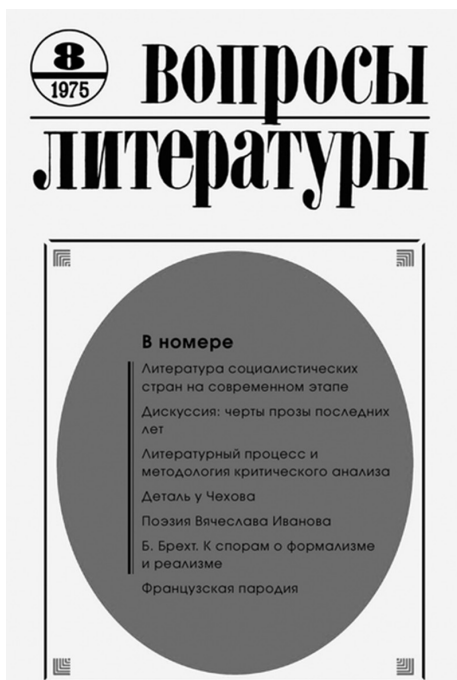 8
1975
вопросы
литературы
В номере
Литература социалистических
стран на современном этапе
Дискуссия: черты прозы последних
лет
Литературный процесс и
методология критического анализа
Деталь у Чехова
Поэзия Вячеслава Иванова
Б. Брехт. К спорам о формализме
и реализме
Французская пародия